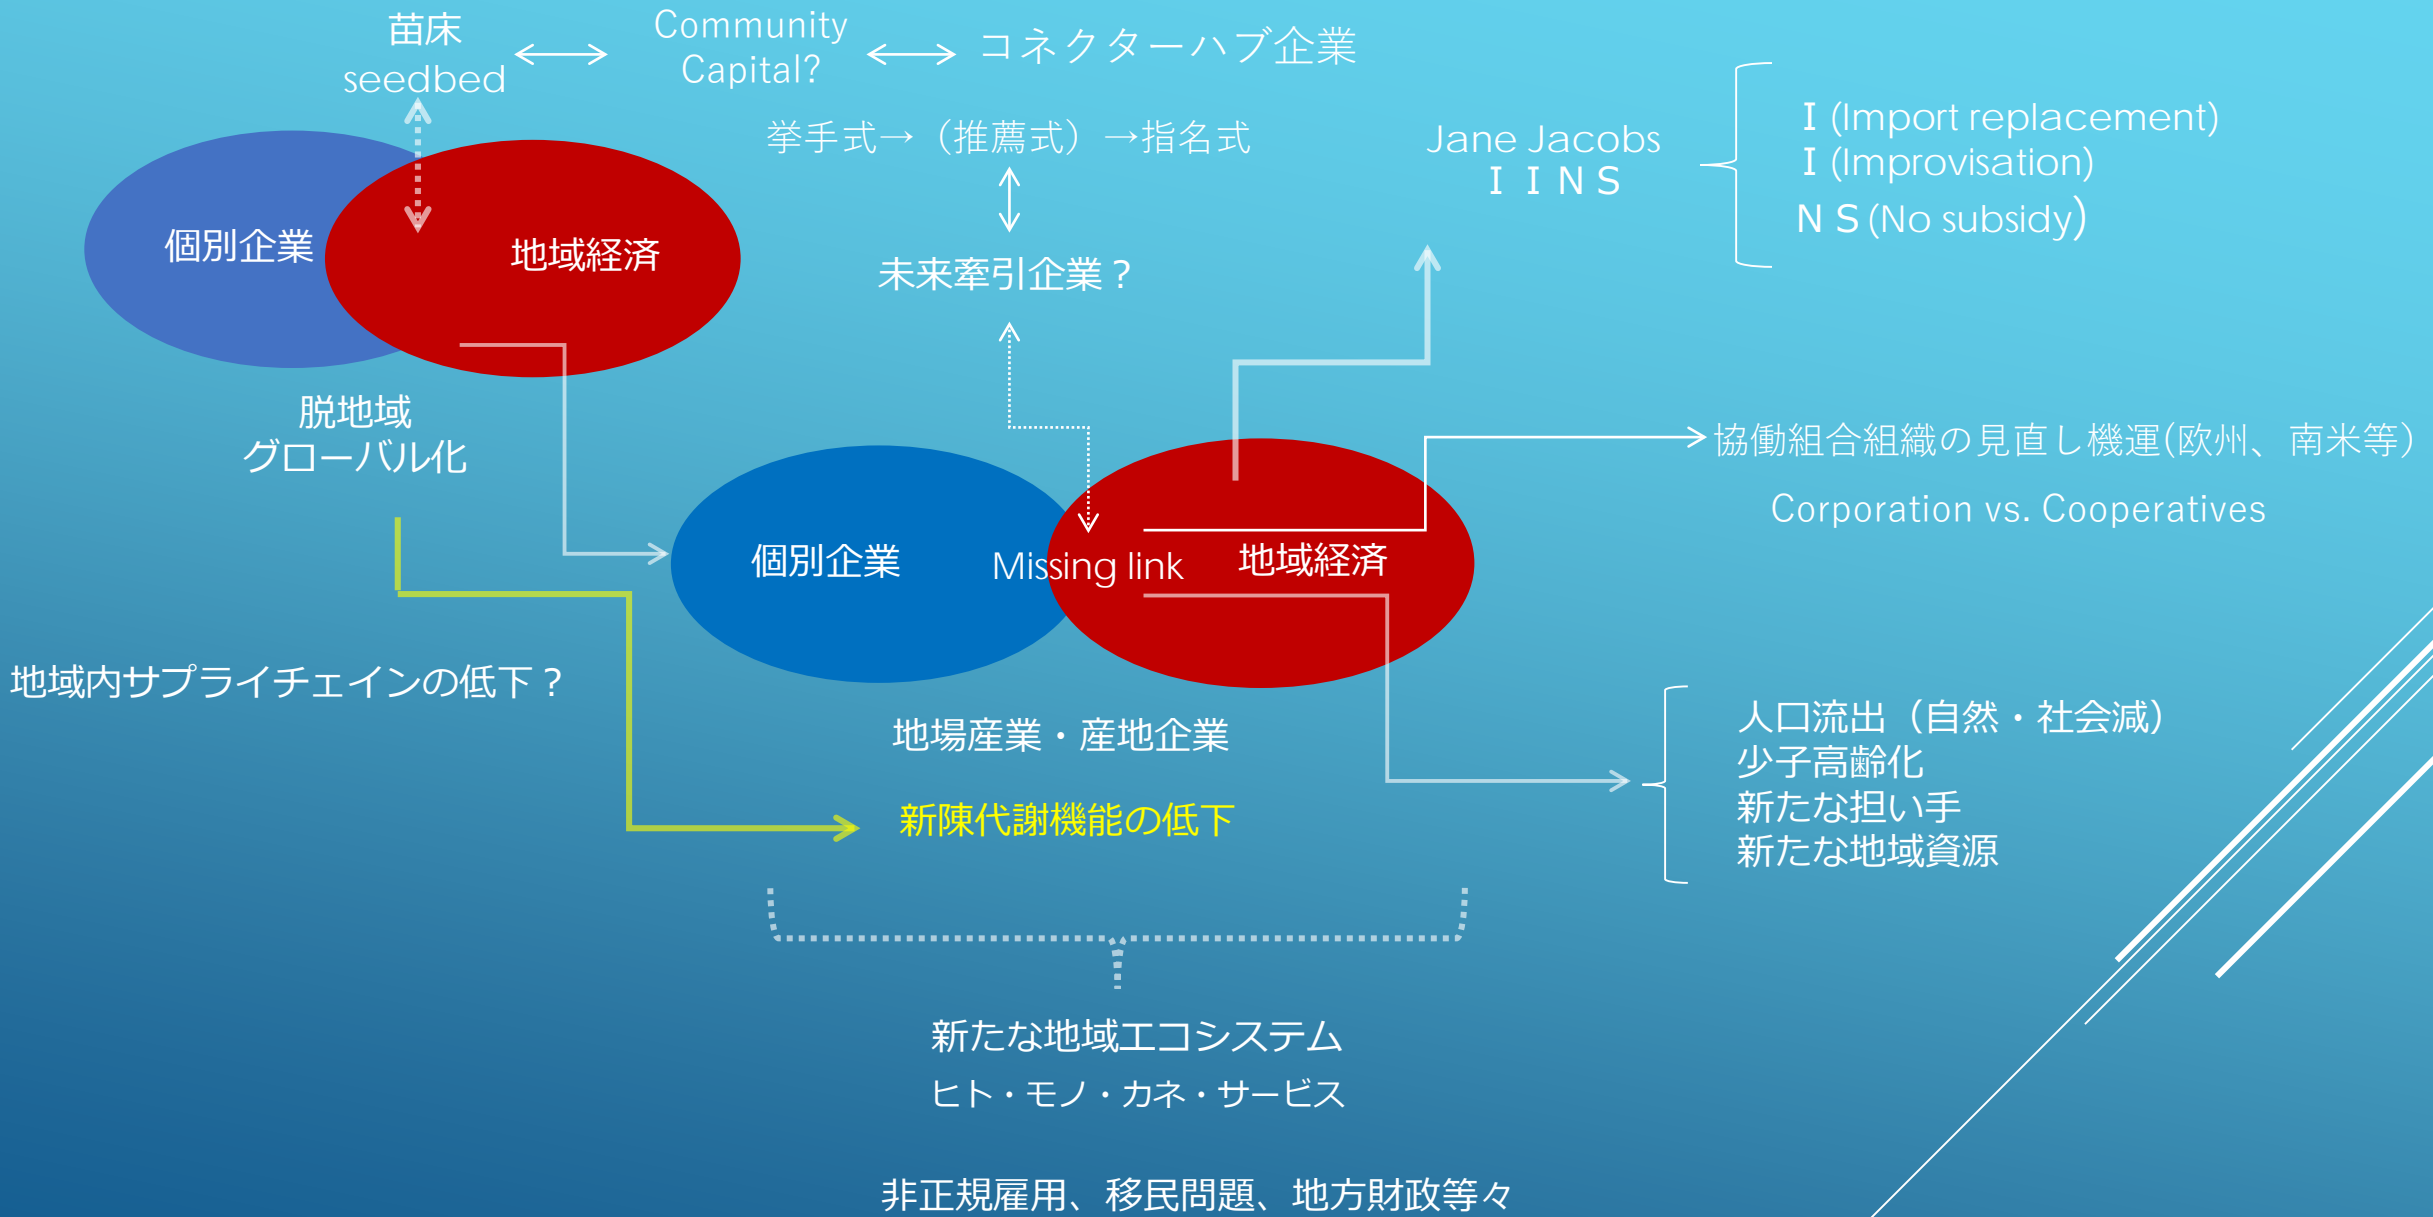 苗床
seedbed
Community
Capital?
コネクターハブ企業
挙手式→（推薦式）→指名式
Jane Jacobs
ＩＩＮＳ
Ｉ(Import replacement)
Ｉ(Improvisation)
ＮＳ(No subsidy)
個別企業
地域経済
未来牽引企業？
脱地域
グローバル化
協働組合組織の見直し機運(欧州、南米等）
Corporation vs. Cooperatives
個別企業
Missing link
地域経済
地域内サプライチェインの低下？
地場産業・産地企業
新陳代謝機能の低下
人口流出（自然・社会減）
少子高齢化
新たな担い手
新たな地域資源
新たな地域エコシステム
ヒト・モノ・カネ・サービス
非正規雇用、移民問題、地方財政等々